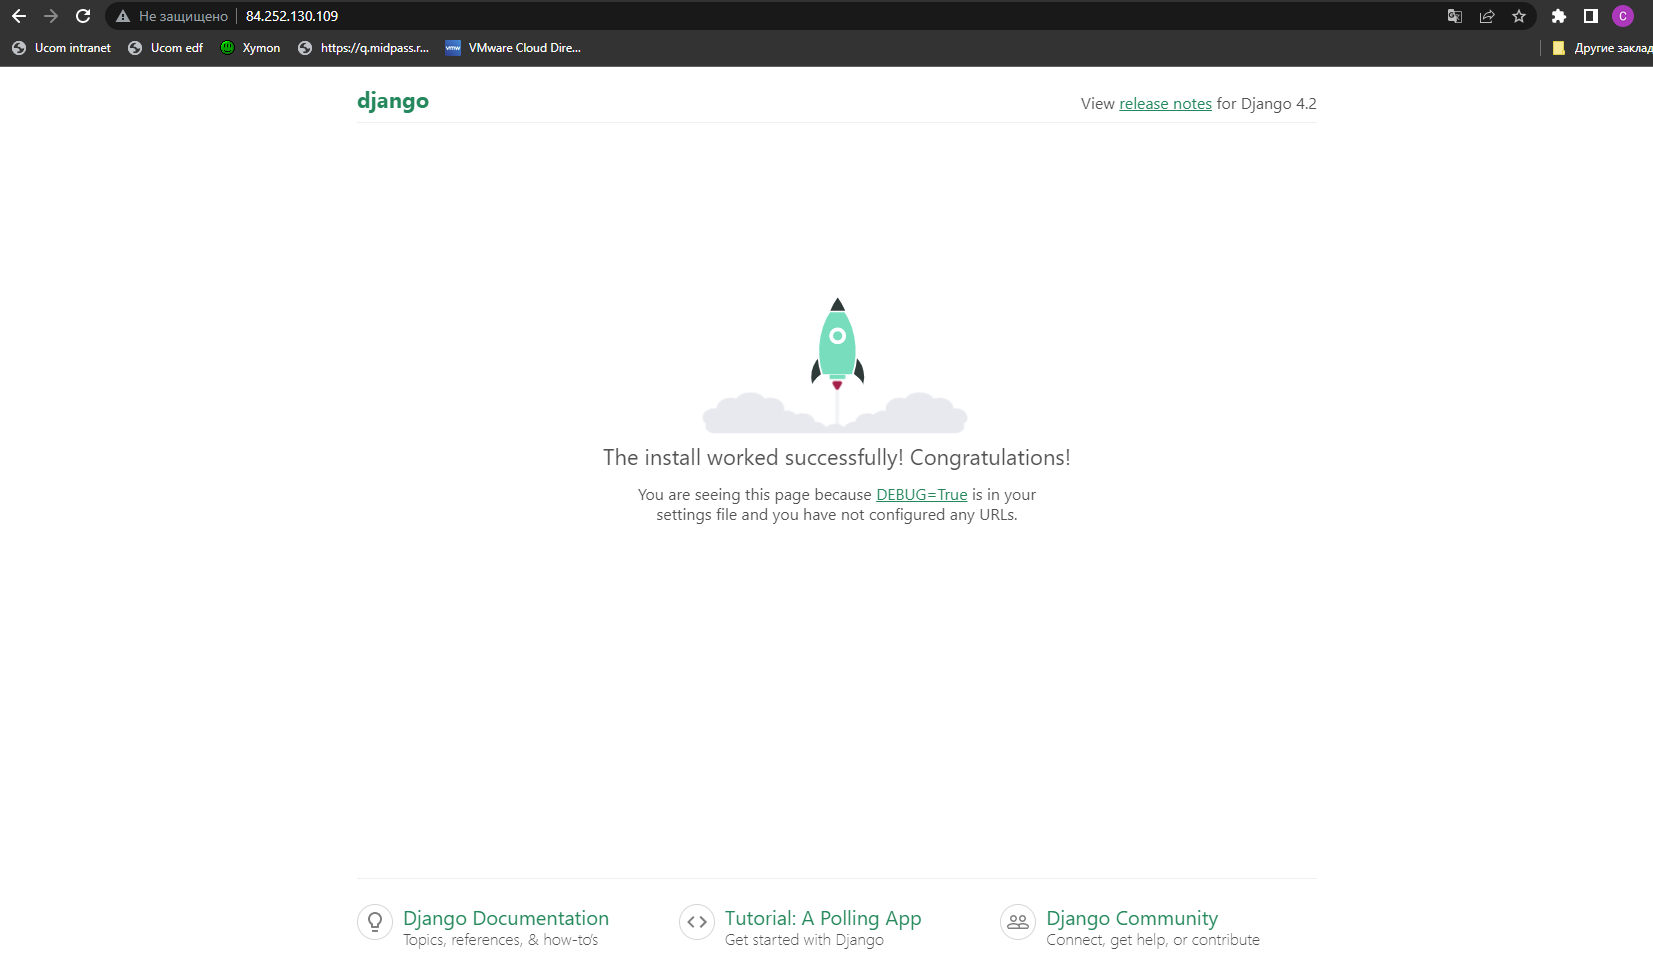 Не защищено
84.252.130.109
Ucom intranet
Ucom edf
Xymon
https://q.midpass.r...
vmw
VMware Cloud Dire...
Другие заклад
C
django
View release notes for Django 4.2
The install worked successfully! Congratulations!
You are seeing this page because DEBUG=True is in your
settings file and you have not configured any URLs.
Django Documentation
Topics, references, & how-to's
Tutorial: A Polling App
Get started with Django
Django Community
Connect, get help, or contribute